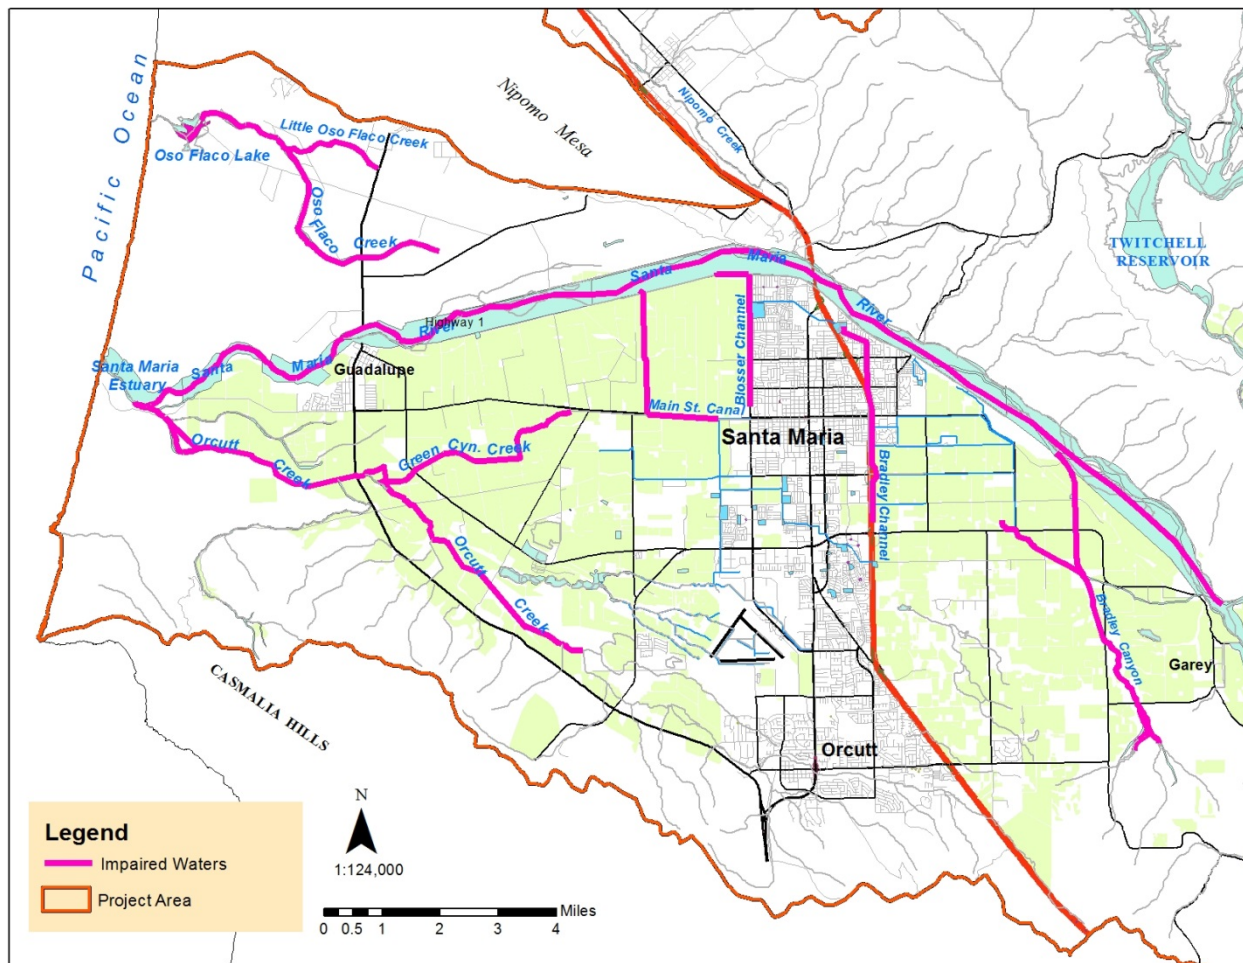 Pacific Ocean
Nipomo Mesa
Nipomo Creek
Little Oso Flaco Creek
Oso Flaco Lake
Oso Flaco Creek
TWITCHELL
RESERVOIR
Santa Maria River
Highway 1
Santa Maria River
Santa Maria
Estuary
Guadalupe
Blosser Channel
Main St. Canal
Santa Maria
Green Cyn. Creek
Orcutt Creek
Bradley Channel
Orcutt Creek
Bradley Canyon
Garey
CASMALIA HILLS
Orcutt
Legend
Impaired Waters
Project Area
N
1:124,000
Miles
0 0.5 1 2 3 4